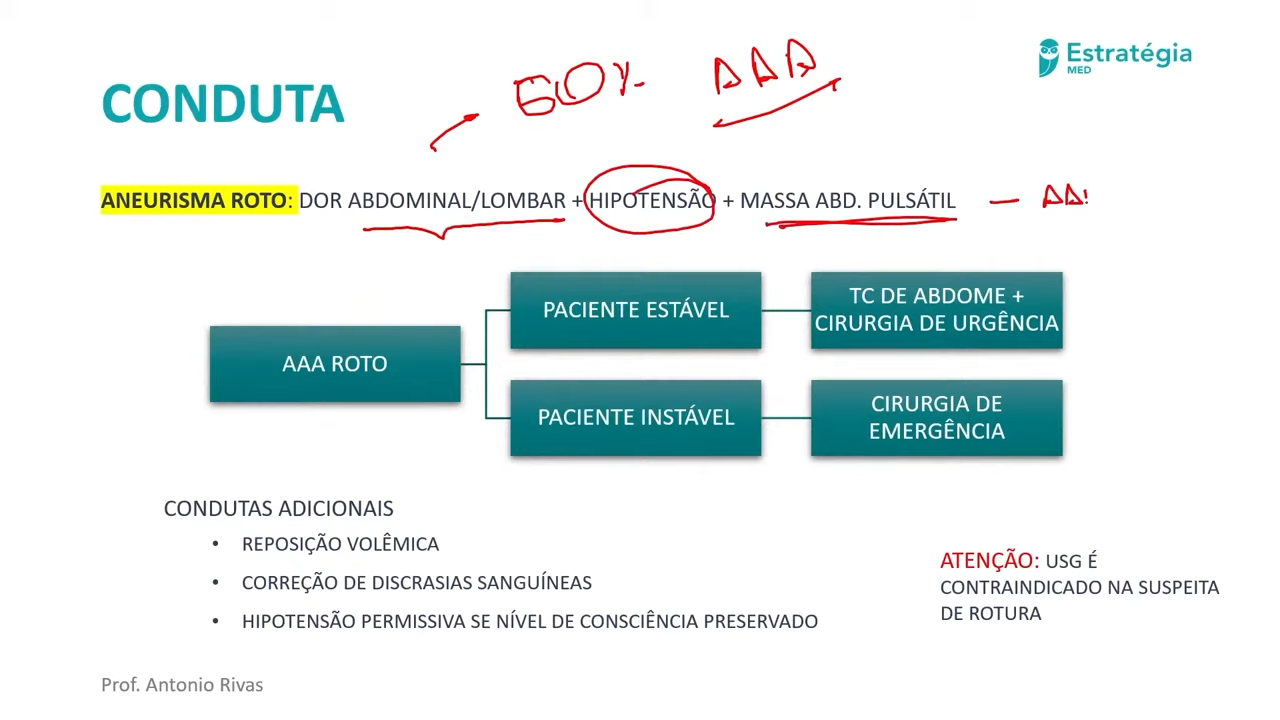 Estratégia
MED
60% AAA
CONDUTA
ANEURISMA ROTO: DOR ABDOMINAL/LOMBAR + HIPOTENSÃO + MASSA ABD. PULSÁTIL
PACIENTE ESTÁVEL
TC DE ABDOME +
CIRURGIA DE URGÊNCIA
AAA ROTO
PACIENTE INSTÁVEL
CIRURGIA DE
EMERGÊNCIA
CONDUTAS ADICIONAIS
• REPOSIÇÃO VOLÊMICA
• CORREÇÃO DE DISCRASIAS SANGUÍNEAS
• HIPOTENSÃO PERMISSIVA SE NÍVEL DE CONSCIÊNCIA PRESERVADO
ATENÇÃO: USG É
CONTRAINDICADO NA SUSPEITA
DE ROTURA
Prof. Antonio Rivas